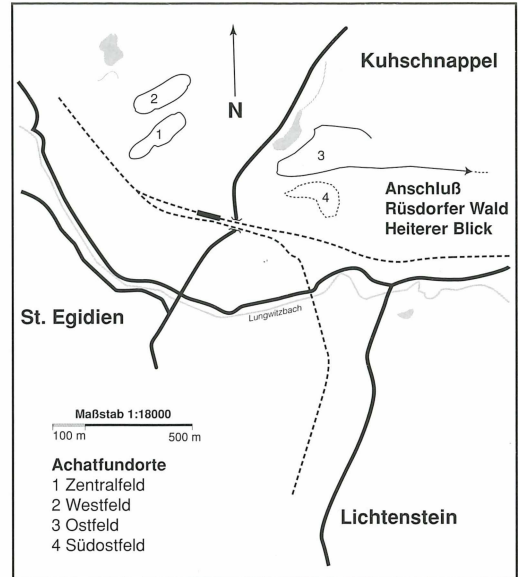 Kuhschnappel
N
2
1
3
4
Anschluß
Rüsdorfer Wald
Heiterer Blick
St. Egidien
Lungwitzbach
Maßstab 1:18000
100 m 500 m
Achatfundorte
1 Zentralfeld
2 Westfeld
3 Ostfeld
4 Südostfeld
Lichtenstein